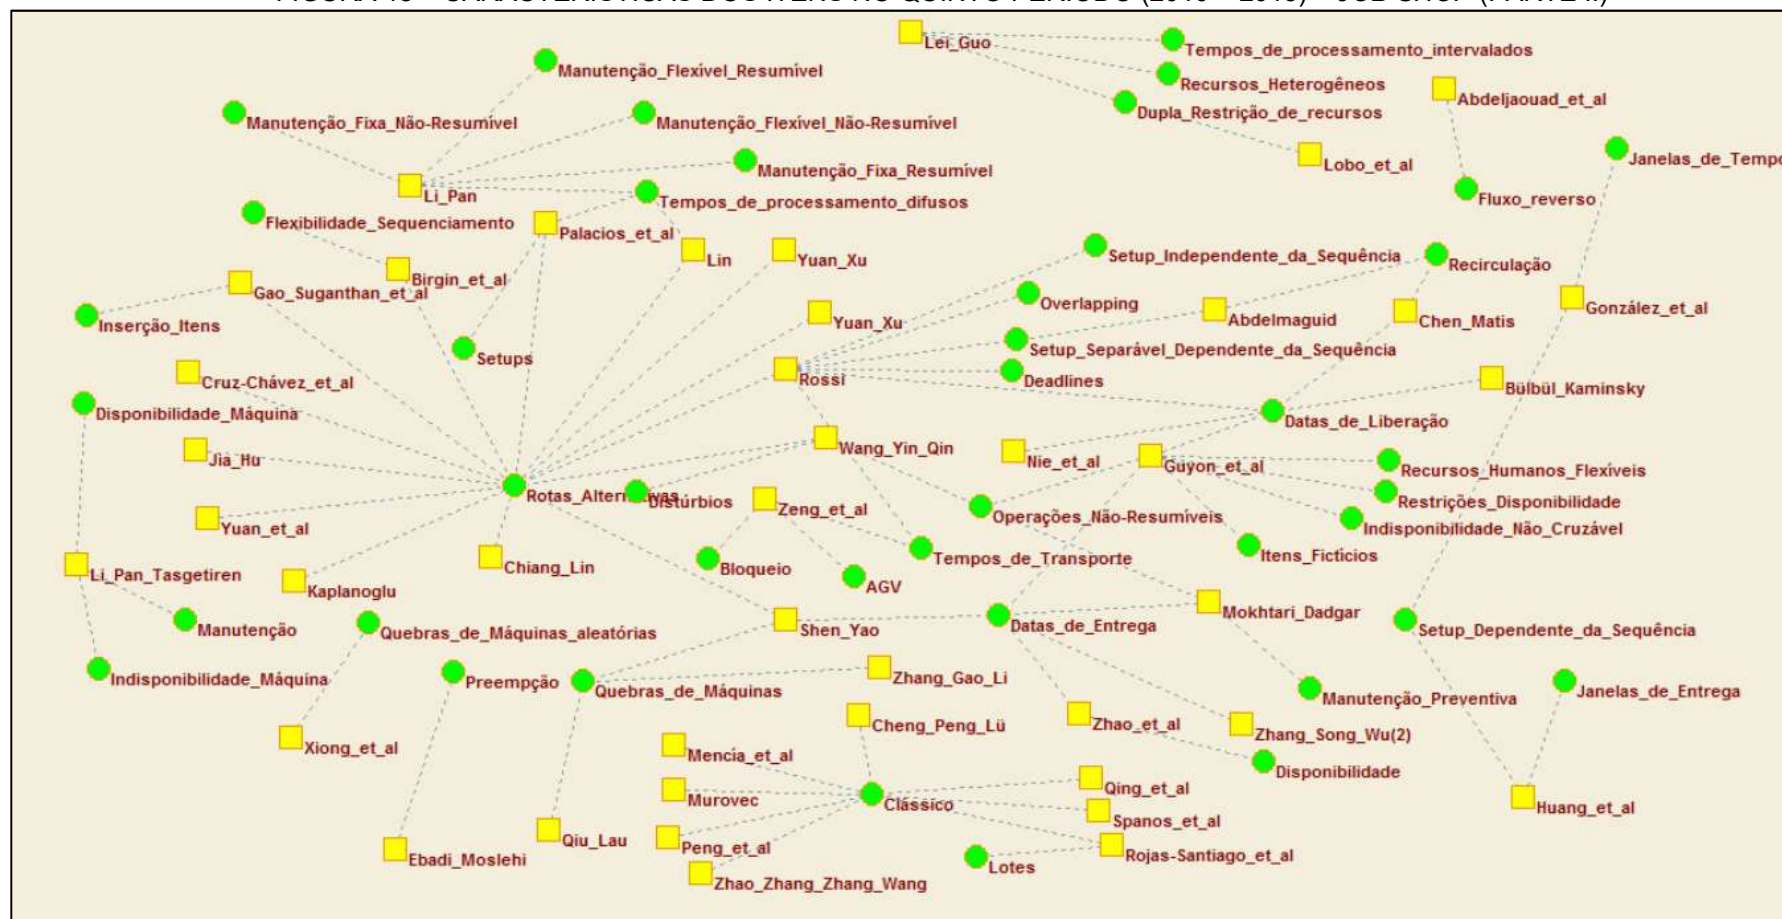 Lei_Guo
Tempos_de_processamento_intervalados
Manutenção_Flexível_Resumível
Recursos_Heterogêneos
Abdeljaouad_et_al
Dupla_Restrição_de_recursos
Manutenção_Fixa_Não-Resumível
Manutenção_Flexível_Não-Resumível
Lobo_et_al
Janelas_de_Tempo
Manutenção_Fixa_Resumível
Li_Pan
Tempos_de_processamento_difusos
Fluxo_reverso
Flexibilidade_Sequenciamento
Palacios_et_al
Lin
Yuan_Xu
Setup_Independente_da_Sequência
Recirculação
Birgin_et_al
Gao_Suganthan_et_al
Overlapping
González_et_al
Inserção_Itens
Yuan_Xu
Abdelmaguid
Chen_Matis
Setups
Setup_Separável_Dependente_da_Sequência
Cruz-Chávez_et_al
Rossi
Deadlines
Bülbül_Kaminsky
Disponibilidade_Máquina
Datas_de_Liberação
Jia_Hu
Wang_Yin_Qin
Nie_et_al
Guyon_et_al
Recursos_Humanos_Flexíveis
Rotas_Alternativas
Distúrbios
Restrições_Disponibilidade
Yuan_et_al
Zeng_et_al
Operações_Não-Resumíveis
Indisponibilidade_Não_Cruzável
Li_Pan_Tasgetiren
Chiang_Lin
Bloqueio
Tempos_de_Transporte
Itens_Fictícios
Kaplanoglu
AGV
Manutenção
Quebras_de_Máquinas_aleatórias
Shen_Yao
Datas_de_Entrega
Mokhtari_Dadgar
Setup_Dependente_da_Sequência
Indisponibilidade_Máquina
Preempção
Quebras_de_Máquinas
Zhang_Gao_Li
Manutenção_Preventiva
Janelas_de_Entrega
Xiong_et_al
Cheng_Peng_Lü
Zhao_et_al
Zhang_Song_Wu(2)
Mencía_et_al
Disponibilidade
Murovec
Clássico
Qing_et_al
Huang_et_al
Ebadi_Moslehi
Qiu_Lau
Peng_et_al
Spanos_et_al
Rojas-Santiago_et_al
Lotes
Zhao_Zhang_Zhang_Wang